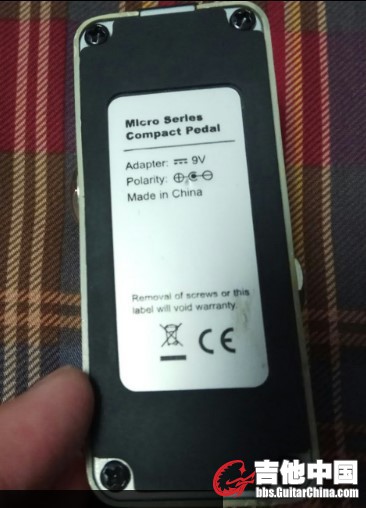 Micro Series
Compact Pedal
Adapter: ⎓ 9V
Polarity: ⊕-●-⊖
Made in China
Removal of screws or this
label will void warranty.
CE
吉他中国
bbs.GuitarChina.com